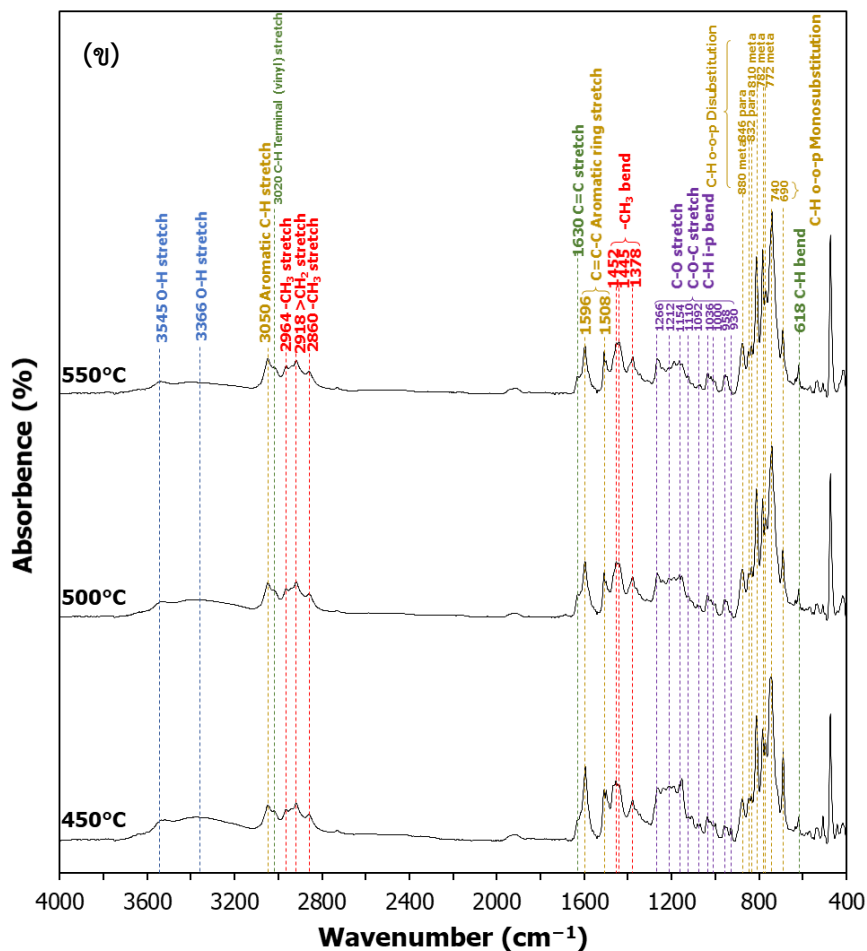 (ข)
3545 O-H stretch
3366 O-H stretch
3050 Aromatic C-H stretch
3020 C-H Terminal (vinyl) stretch
2964 -CH₃ stretch
2918 >CH₂ stretch
2860 -CH₃ stretch
1630 C=C stretch
1596
1508
C=C-C Aromatic ring stretch
1452
1445
1378
-CH₃ bend
1266
1212
1154
1110
1092
1036
1000
958
930
C-O stretch
C-O-C stretch
C-H i-p bend
C-H o-o-p Disubstitution
880 meta
846 para
832 para
810 meta
782 meta
772 meta
740
690
C-H o-o-p Monosubstitution
618 C-H bend
550°C
500°C
450°C
Absorbence (%)
4000 3600 3200 2800 2400 2000 1600 1200 800 400
Wavenumber (cm⁻¹)